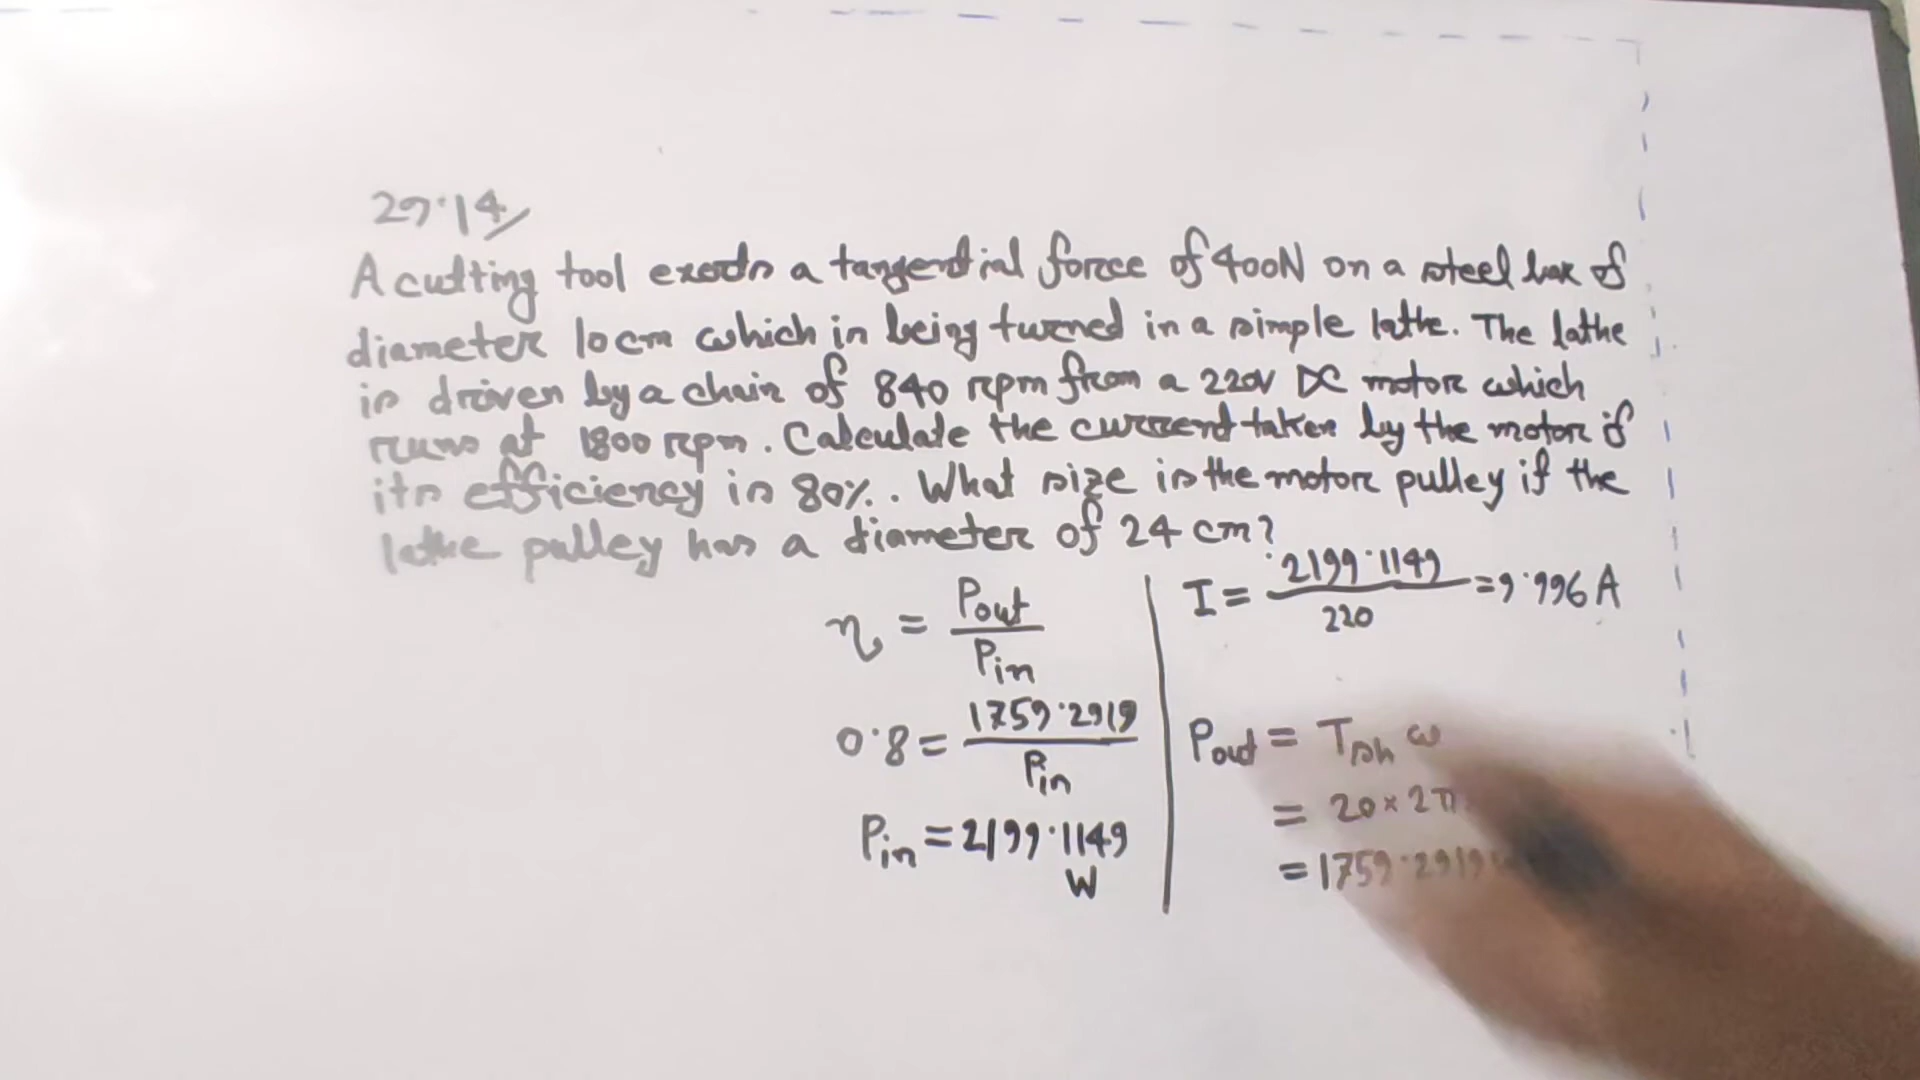 29.14/
A cutting tool exerts a tangential force of 400N on a steel bar of
diameter 10cm which is being turned in a simple lathe. The lathe
is driven by a chain of 840 rpm from a 220V DC motor which
runs at 1800 rpm. Calculate the current taken by the motor if
its efficiency is 80%. What size is the motor pulley if the
lathe pulley has a diameter of 24 cm?
η = Pout / Pin
0.8 = 1759.2919 / Pin
Pin = 2199.1149
W
I = 2199.1149 / 220 = 9.996 A
Pout = Tsh ω
= 20 × 2π
= 1759.2919